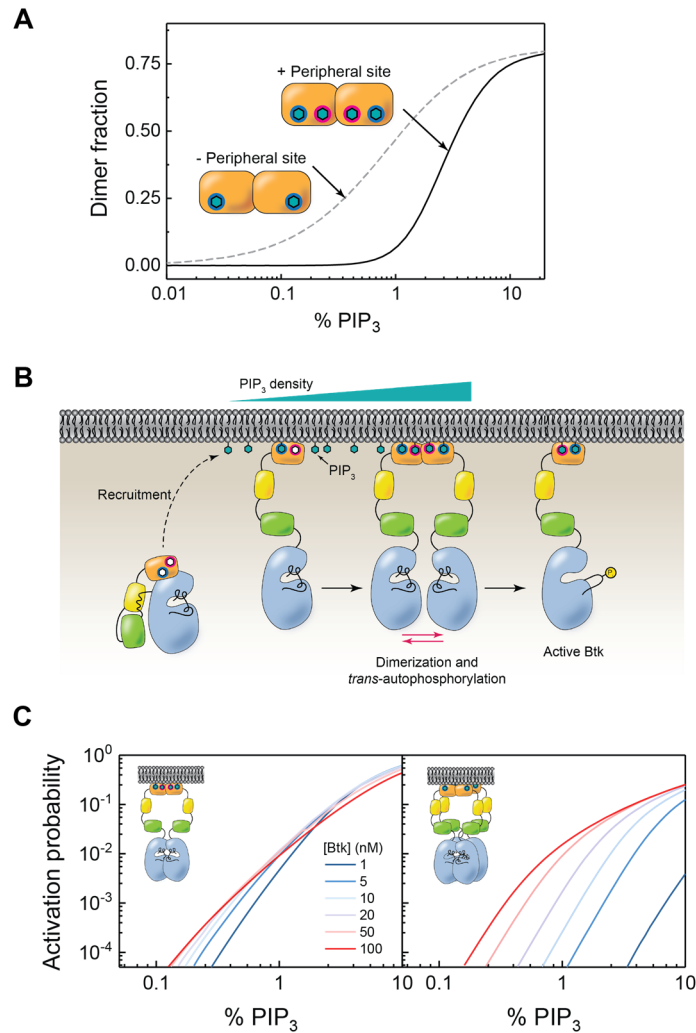 A
Dimer fraction
0.75
0.50
0.25
0.00
+ Peripheral site
- Peripheral site
0.01
0.1
1
10
% PIP3
B
PIP3 density
Recruitment
PIP3
P
Dimerization and
trans-autophosphorylation
Active Btk
C
Activation probability
10^0
10^-1
10^-2
10^-3
10^-4
[Btk] (nM)
1
5
10
20
50
100
0.1
1
10
0.1
1
10
% PIP3
% PIP3